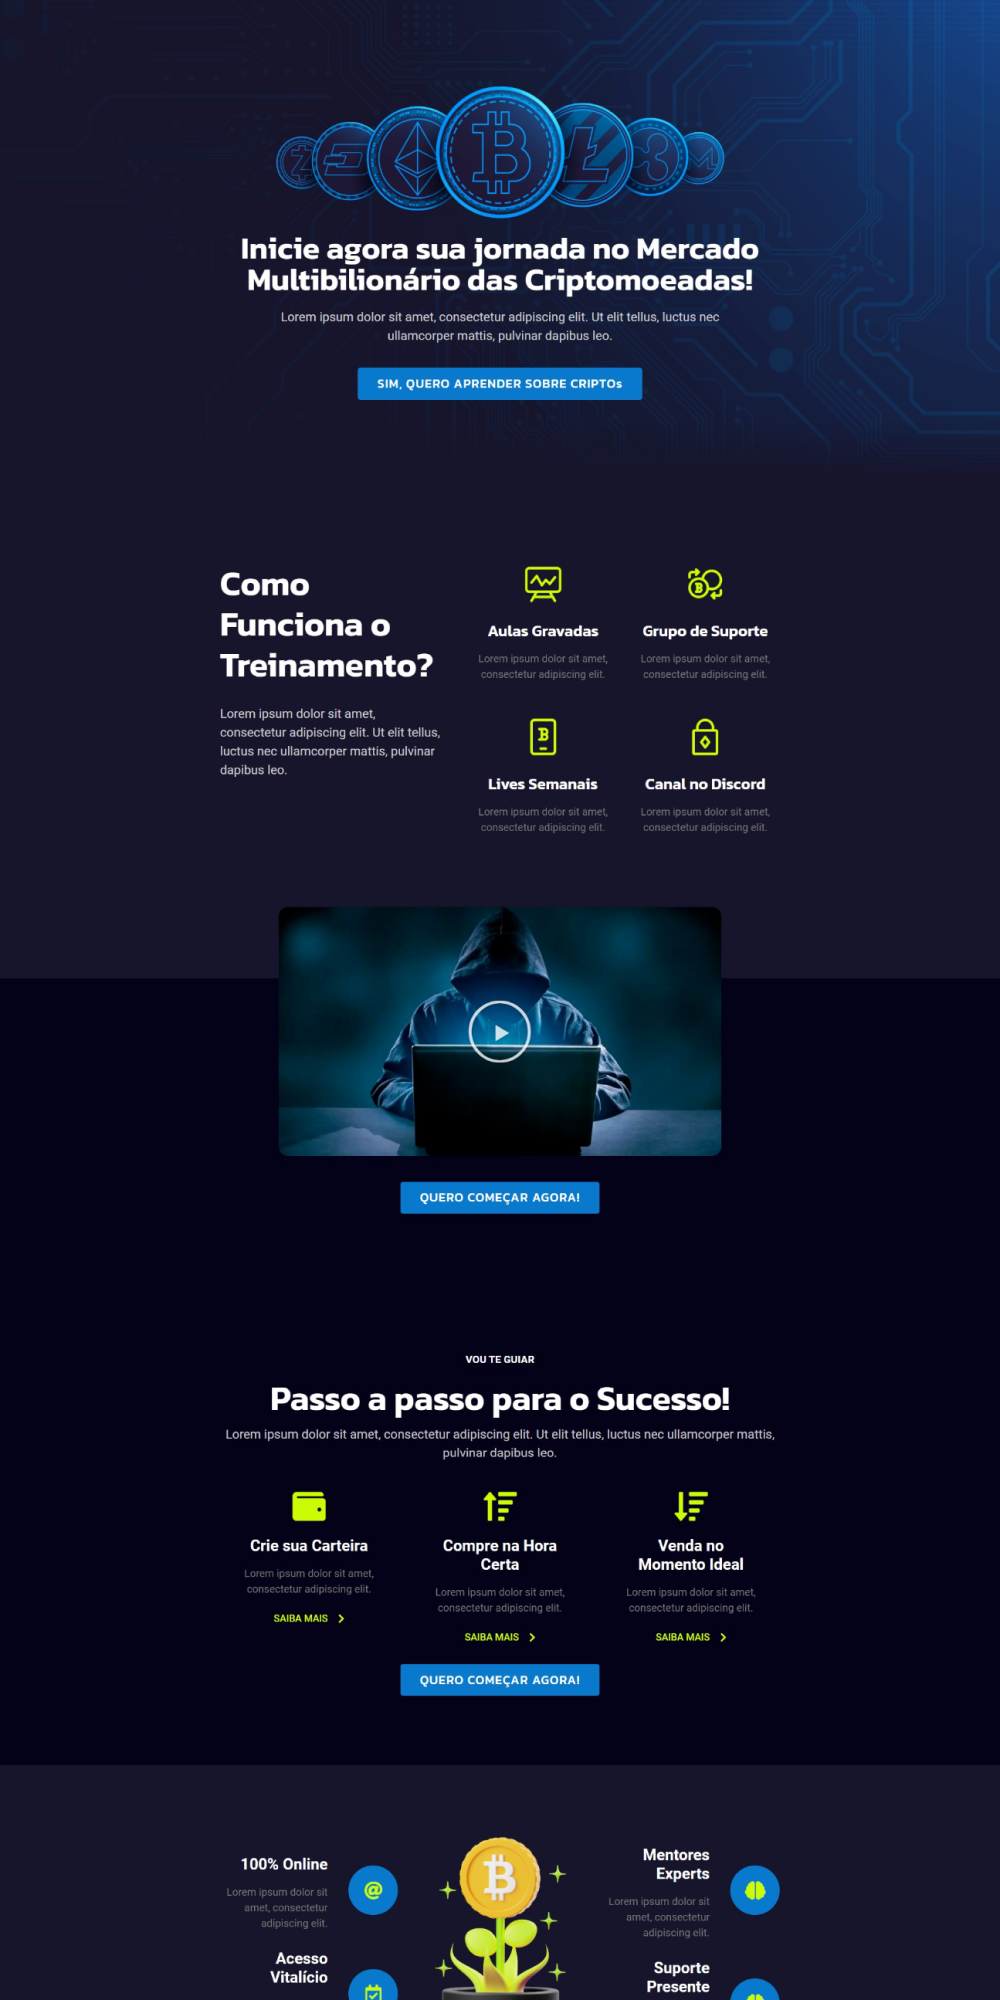 Inicie agora sua jornada no Mercado
Multibilionário das Criptomoeadas!
Lorem ipsum dolor sit amet, consectetur adipiscing elit. Ut elit tellus, luctus nec
ullamcorper mattis, pulvinar dapibus leo.
SIM, QUERO APRENDER SOBRE CRIPTOs
Como
Funciona o
Treinamento?
Lorem ipsum dolor sit amet,
consectetur adipiscing elit. Ut elit tellus,
luctus nec ullamcorper mattis, pulvinar
dapibus leo.
Aulas Gravadas
Lorem ipsum dolor sit amet,
consectetur adipiscing elit.
Grupo de Suporte
Lorem ipsum dolor sit amet,
consectetur adipiscing elit.
Lives Semanais
Lorem ipsum dolor sit amet,
consectetur adipiscing elit.
Canal no Discord
Lorem ipsum dolor sit amet,
consectetur adipiscing elit.
QUERO COMEÇAR AGORA!
VOU TE GUIAR
Passo a passo para o Sucesso!
Lorem ipsum dolor sit amet, consectetur adipiscing elit. Ut elit tellus, luctus nec ullamcorper mattis,
pulvinar dapibus leo.
Crie sua Carteira
Lorem ipsum dolor sit amet,
consectetur adipiscing elit.
SAIBA MAIS
Compre na Hora
Certa
Lorem ipsum dolor sit amet,
consectetur adipiscing elit.
SAIBA MAIS
Venda no
Momento Ideal
Lorem ipsum dolor sit amet,
consectetur adipiscing elit.
SAIBA MAIS
QUERO COMEÇAR AGORA!
100% Online
Lorem ipsum dolor sit
amet, consectetur
adipiscing elit.
Acesso
Vitalício
Mentores
Experts
Lorem ipsum dolor sit
amet, consectetur
adipiscing elit.
Suporte
Presente